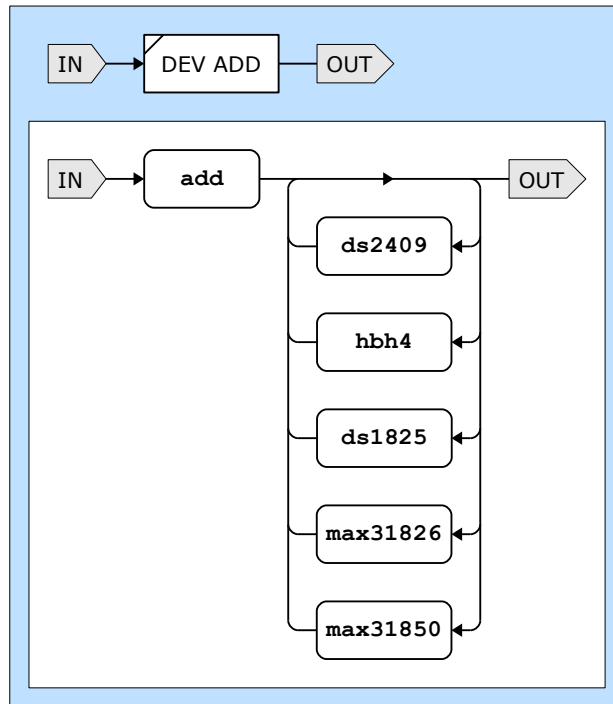 IN DEV ADD OUT
IN add OUT
ds2409
hbh4
ds1825
max31826
max31850